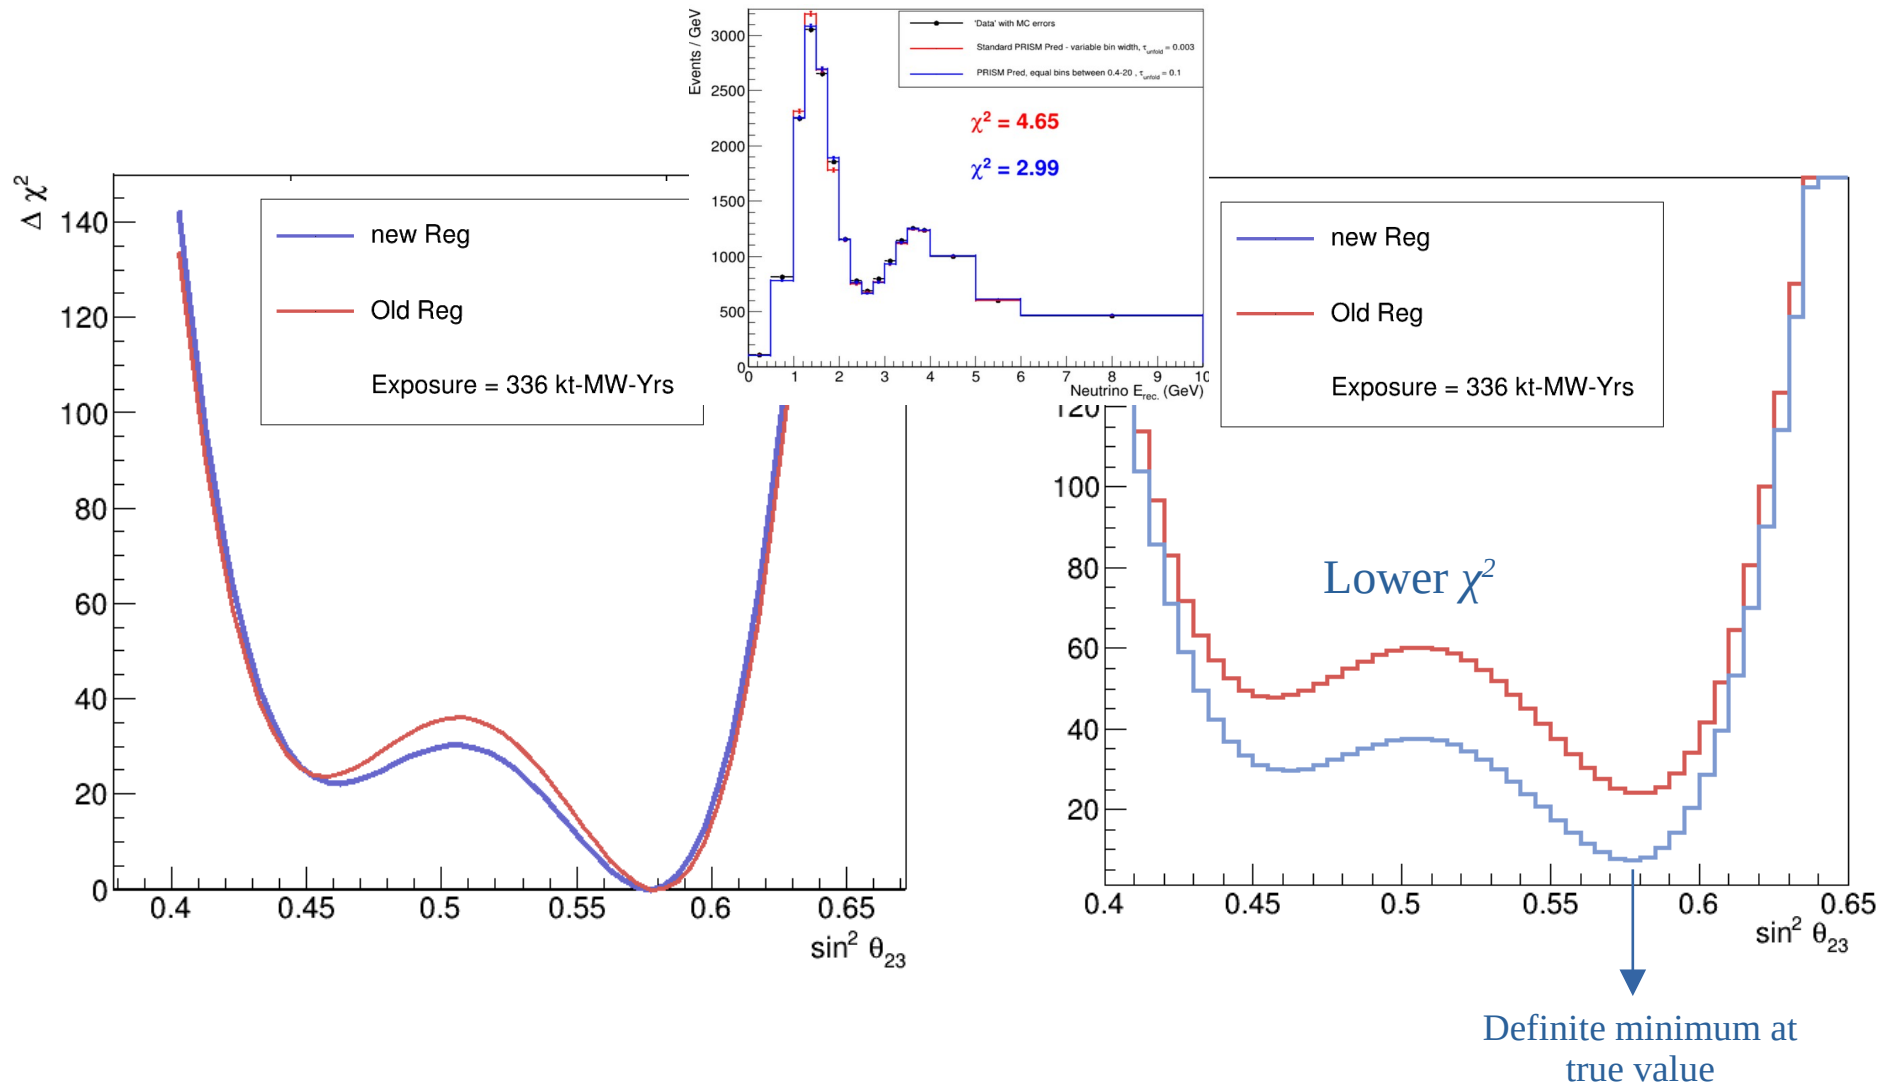 Events / GeV
3000
2500
2000
1500
1000
500
0
'Data' with MC errors
Standard PRISM Pred - variable bin width, τunfold = 0.003
PRISM Pred, equal bins between 0.4-20 , τunfold = 0.1
χ² = 4.65
χ² = 2.99
0 1 2 3 4 5 6 7 8 9 10
Neutrino Erec. (GeV)
Δ χ²
140
120
100
80
60
40
20
0
new Reg
Old Reg
Exposure = 336 kt-MW-Yrs
0.4 0.45 0.5 0.55 0.6 0.65
sin² θ23
new Reg
Old Reg
Exposure = 336 kt-MW-Yrs
120
100
80
60
40
20
Lower χ²
0.4 0.45 0.5 0.55 0.6 0.65
sin² θ23
Definite minimum at
true value